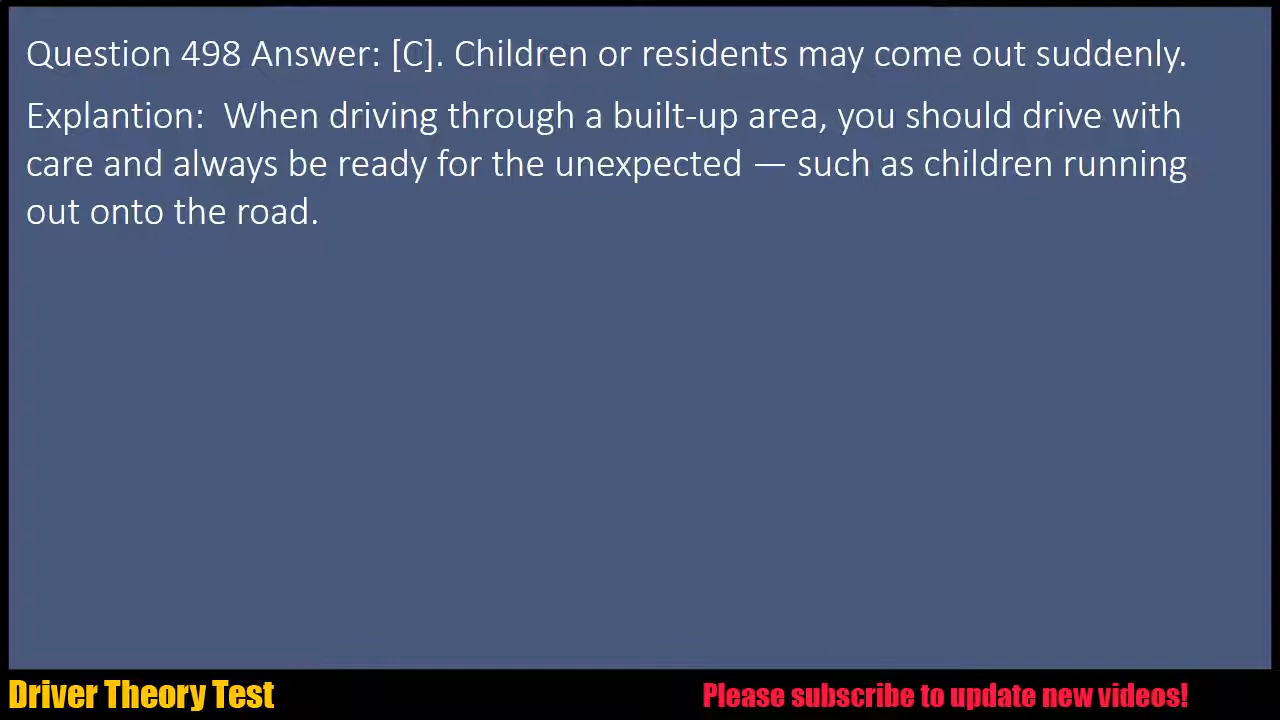 Question 498 Answer: [C]. Children or residents may come out suddenly.
Explantion:  When driving through a built-up area, you should drive with
care and always be ready for the unexpected — such as children running
out onto the road.
Driver Theory Test
Please subscribe to update new videos!